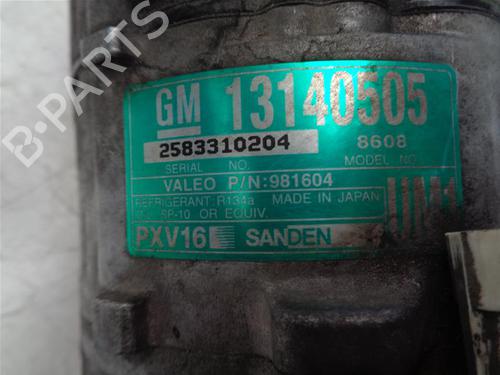 GM 13140505
2583310204 8608
SERIAL NO. MODEL NO.
VALEO P/N:981604
REFRIGERANT:R134a MADE IN JAPAN
SP-10 OR EQUIV.
UM1
PXV16 SANDEN
B-PARTS